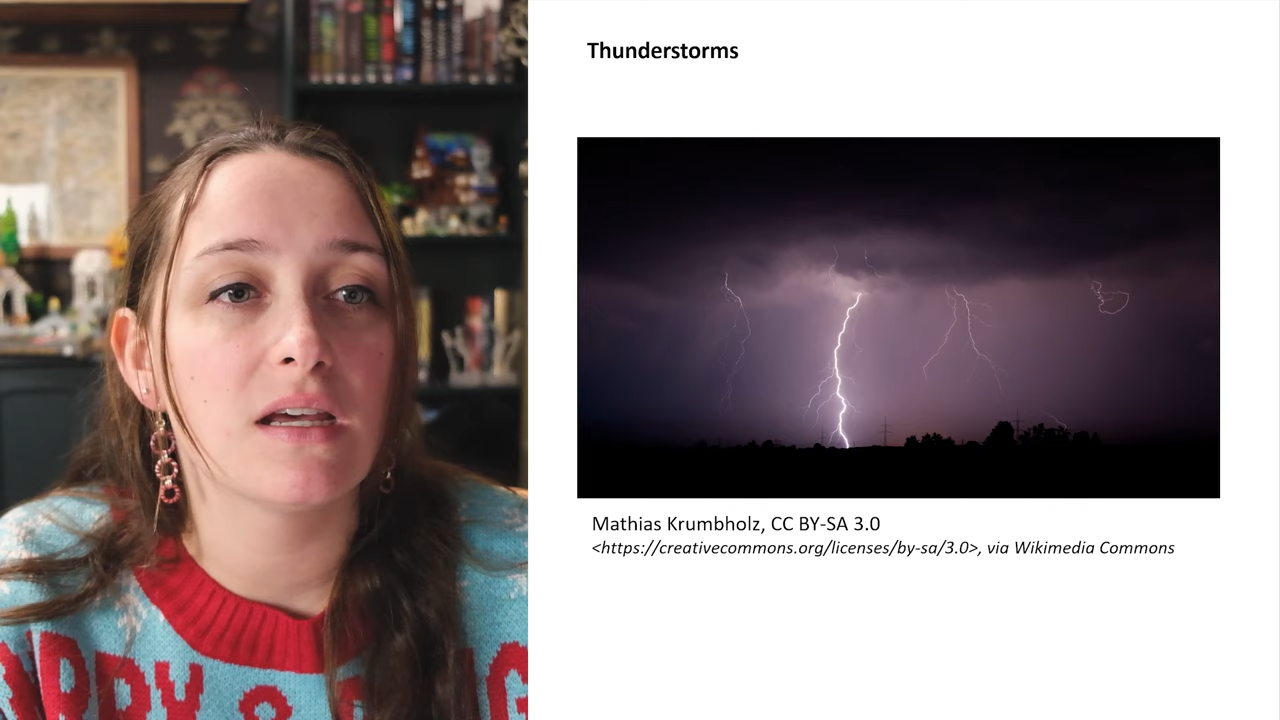 Thunderstorms
Mathias Krumbholz, CC BY-SA 3.0
<https://creativecommons.org/licenses/by-sa/3.0>, via Wikimedia Commons